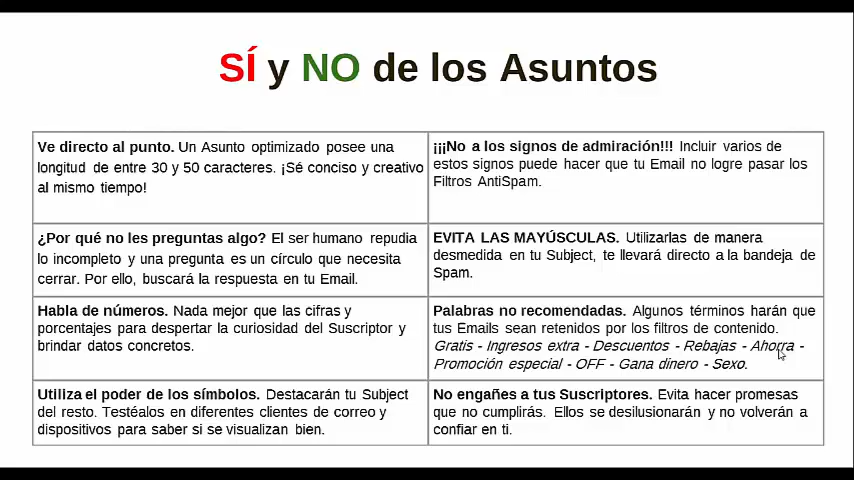 SÍ y NO de los Asuntos
Ve directo al punto. Un Asunto optimizado posee una
longitud de entre 30 y 50 caracteres. ¡Sé conciso y creativo
al mismo tiempo!
¡¡¡No a los signos de admiración!!! Incluir varios de
estos signos puede hacer que tu Email no logre pasar los
Filtros AntiSpam.
¿Por qué no les preguntas algo? El ser humano repudia
lo incompleto y una pregunta es un círculo que necesita
cerrar. Por ello, buscará la respuesta en tu Email.
EVITA LAS MAYÚSCULAS. Utilizarlas de manera
desmedida en tu Subject, te llevará directo a la bandeja de
Spam.
Habla de números. Nada mejor que las cifras y
porcentajes para despertar la curiosidad del Suscriptor y
brindar datos concretos.
Palabras no recomendadas. Algunos términos harán que
tus Emails sean retenidos por los filtros de contenido.
Gratis - Ingresos extra - Descuentos - Rebajas - Ahorra -
Promoción especial - OFF - Gana dinero - Sexo.
Utiliza el poder de los símbolos. Destacarán tu Subject
del resto. Testéalos en diferentes clientes de correo y
dispositivos para saber si se visualizan bien.
No engañes a tus Suscriptores. Evita hacer promesas
que no cumplirás. Ellos se desilusionarán y no volverán a
confiar en ti.